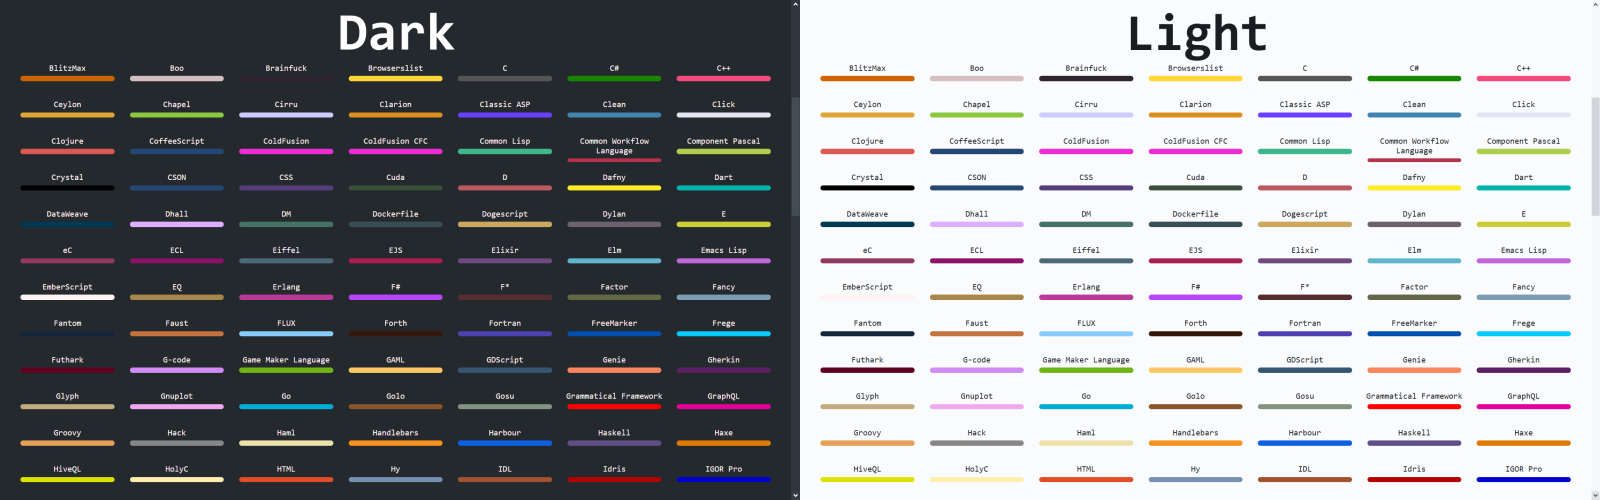 Dark
BlitzMax Boo Brainfuck Browserslist C C# C++
Ceylon Chapel Cirru Clarion Classic ASP Clean Click
Clojure CoffeeScript ColdFusion ColdFusion CFC Common Lisp Common Workflow Component Pascal
Language
Crystal CSON CSS Cuda D Dafny Dart
DataWeave Dhall DM Dockerfile Dogescript Dylan E
eC ECL Eiffel EJS Elixir Elm Emacs Lisp
EmberScript EQ Erlang F# F* Factor Fancy
Fantom Faust FLUX Forth Fortran FreeMarker Frege
Futhark G-code Game Maker Language GAML GDScript Genie Gherkin
Glyph Gnuplot Go Golo Gosu Grammatical Framework GraphQL
Groovy Hack Haml Handlebars Harbour Haskell Haxe
HiveQL HolyC HTML Hy IDL Idris IGOR Pro
Light
BlitzMax Boo Brainfuck Browserslist C C# C++
Ceylon Chapel Cirru Clarion Classic ASP Clean Click
Clojure CoffeeScript ColdFusion ColdFusion CFC Common Lisp Common Workflow Component Pascal
Language
Crystal CSON CSS Cuda D Dafny Dart
DataWeave Dhall DM Dockerfile Dogescript Dylan E
eC ECL Eiffel EJS Elixir Elm Emacs Lisp
EmberScript EQ Erlang F# F* Factor Fancy
Fantom Faust FLUX Forth Fortran FreeMarker Frege
Futhark G-code Game Maker Language GAML GDScript Genie Gherkin
Glyph Gnuplot Go Golo Gosu Grammatical Framework GraphQL
Groovy Hack Haml Handlebars Harbour Haskell Haxe
HiveQL HolyC HTML Hy IDL Idris IGOR Pro